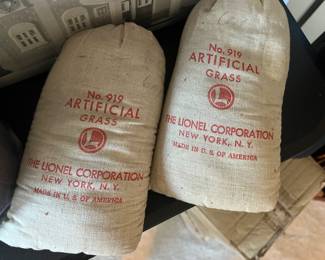 No. 919
ARTIFICIAL
GRASS
THE LIONEL CORPORATION
NEW YORK, N.Y.
MADE IN U. S. OF AMERICA
No. 919
ARTIFICIAL
GRASS
THE LIONEL CORPORATION
NEW YORK, N.Y.
MADE IN U. S. OF AMERICA